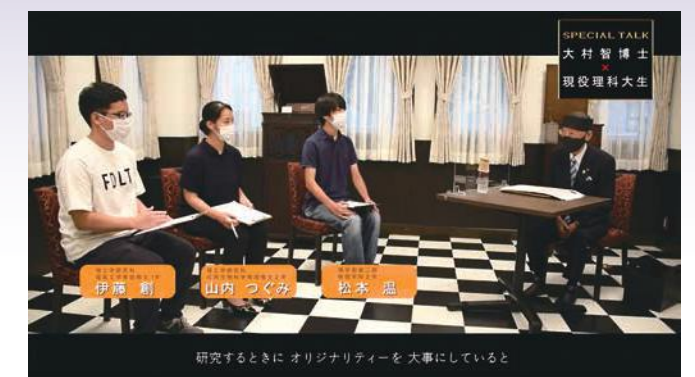 SPECIAL TALK
大村智博士
×
現役理科大生
FDLT
伊藤 創
山内 つぐみ
松本 温
研究するときに オリジナリティーを 大事にしていると